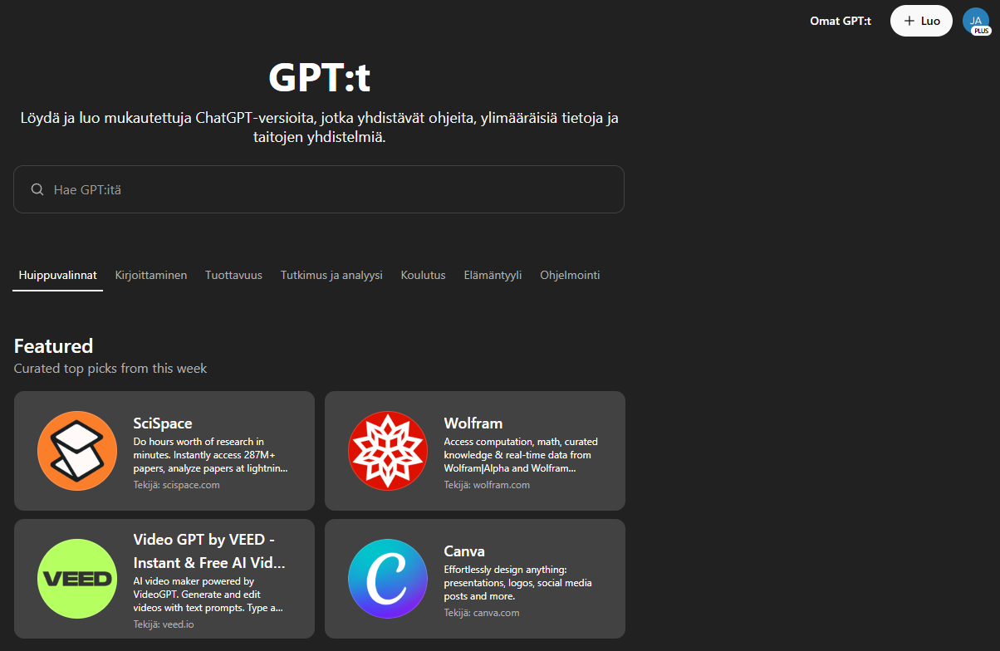 Omat GPT:t
+ Luo
JA
PLUS
GPT:t
Löydä ja luo mukautettuja ChatGPT-versioita, jotka yhdistävät ohjeita, ylimääräisiä tietoja ja
taitojen yhdistelmiä.
Hae GPT:itä
Huippuvalinnat
Kirjoittaminen
Tuottavuus
Tutkimus ja analyysi
Koulutus
Elämäntyyli
Ohjelmointi
Featured
Curated top picks from this week
SciSpace
Do hours worth of research in
minutes. Instantly access 287M+
papers, analyze papers at lightnin...
Tekijä: scispace.com
Wolfram
Access computation, math, curated
knowledge & real-time data from
Wolfram|Alpha and Wolfram...
Tekijä: wolfram.com
VEED
Video GPT by VEED -
Instant & Free AI Vid...
AI video maker powered by
VideoGPT. Generate and edit
videos with text prompts. Type a...
Tekijä: veed.io
C
Canva
Effortlessly design anything:
presentations, logos, social media
posts and more.
Tekijä: canva.com